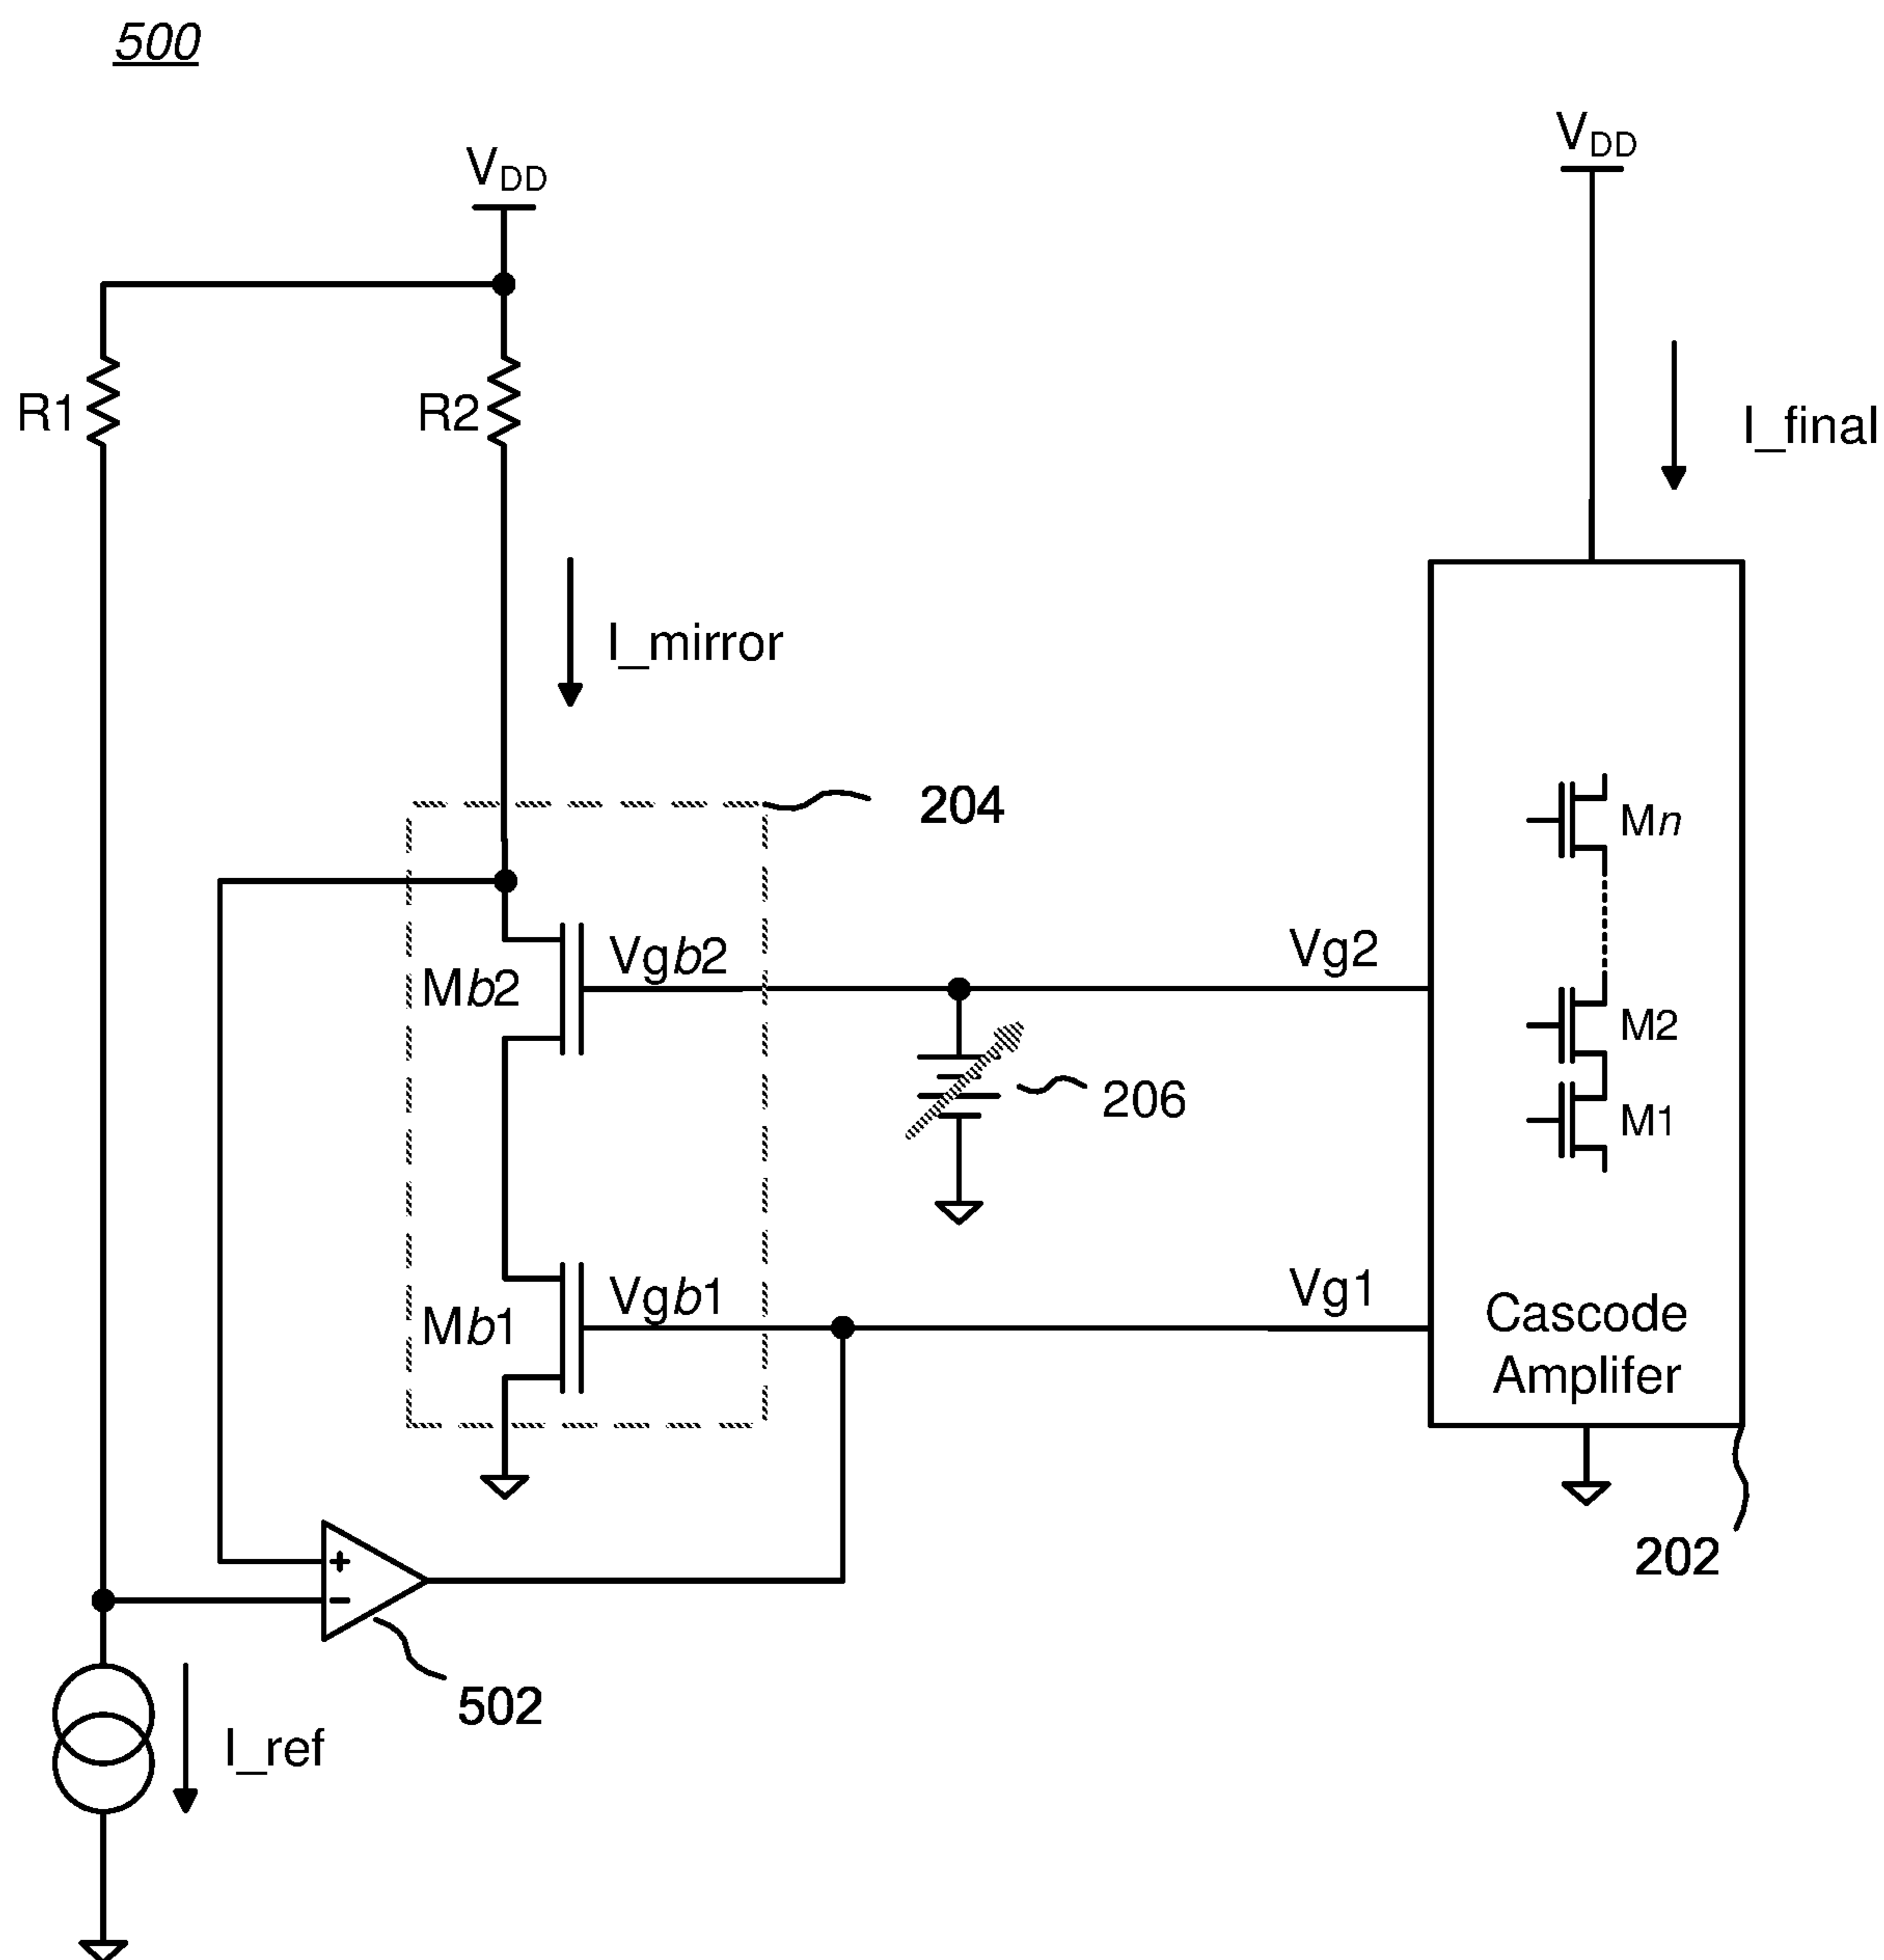 500
VDD
VDD
R1
R2
I_final
I_mirror
204
Mn
Vgb2
Vg2
Mb2
M2
206
M1
Vgb1
Vg1
Mb1
Cascode
Amplifer
+
-
202
502
I_ref